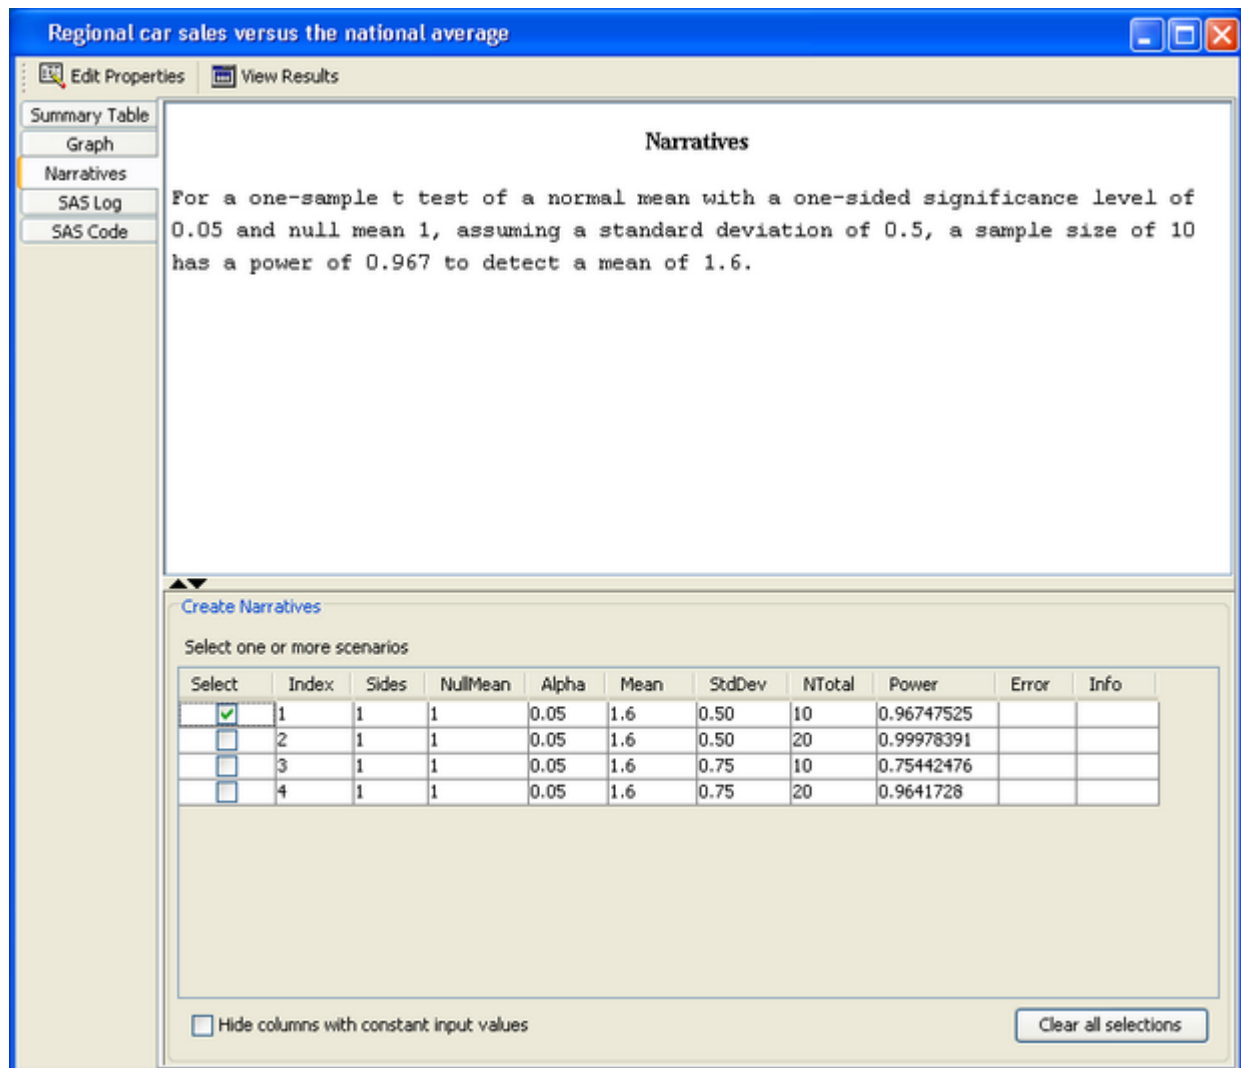 Regional car sales versus the national average
Edit Properties View Results
Summary Table
Graph
Narratives
SAS Log
SAS Code
Narratives
For a one-sample t test of a normal mean with a one-sided significance level of
0.05 and null mean 1, assuming a standard deviation of 0.5, a sample size of 10
has a power of 0.967 to detect a mean of 1.6.
Create Narratives
Select one or more scenarios
Select Index Sides NullMean Alpha Mean StdDev NTotal Power Error Info
1 1 1 0.05 1.6 0.50 10 0.96747525
2 1 1 0.05 1.6 0.50 20 0.99978391
3 1 1 0.05 1.6 0.75 10 0.75442476
4 1 1 0.05 1.6 0.75 20 0.9641728
Hide columns with constant input values Clear all selections